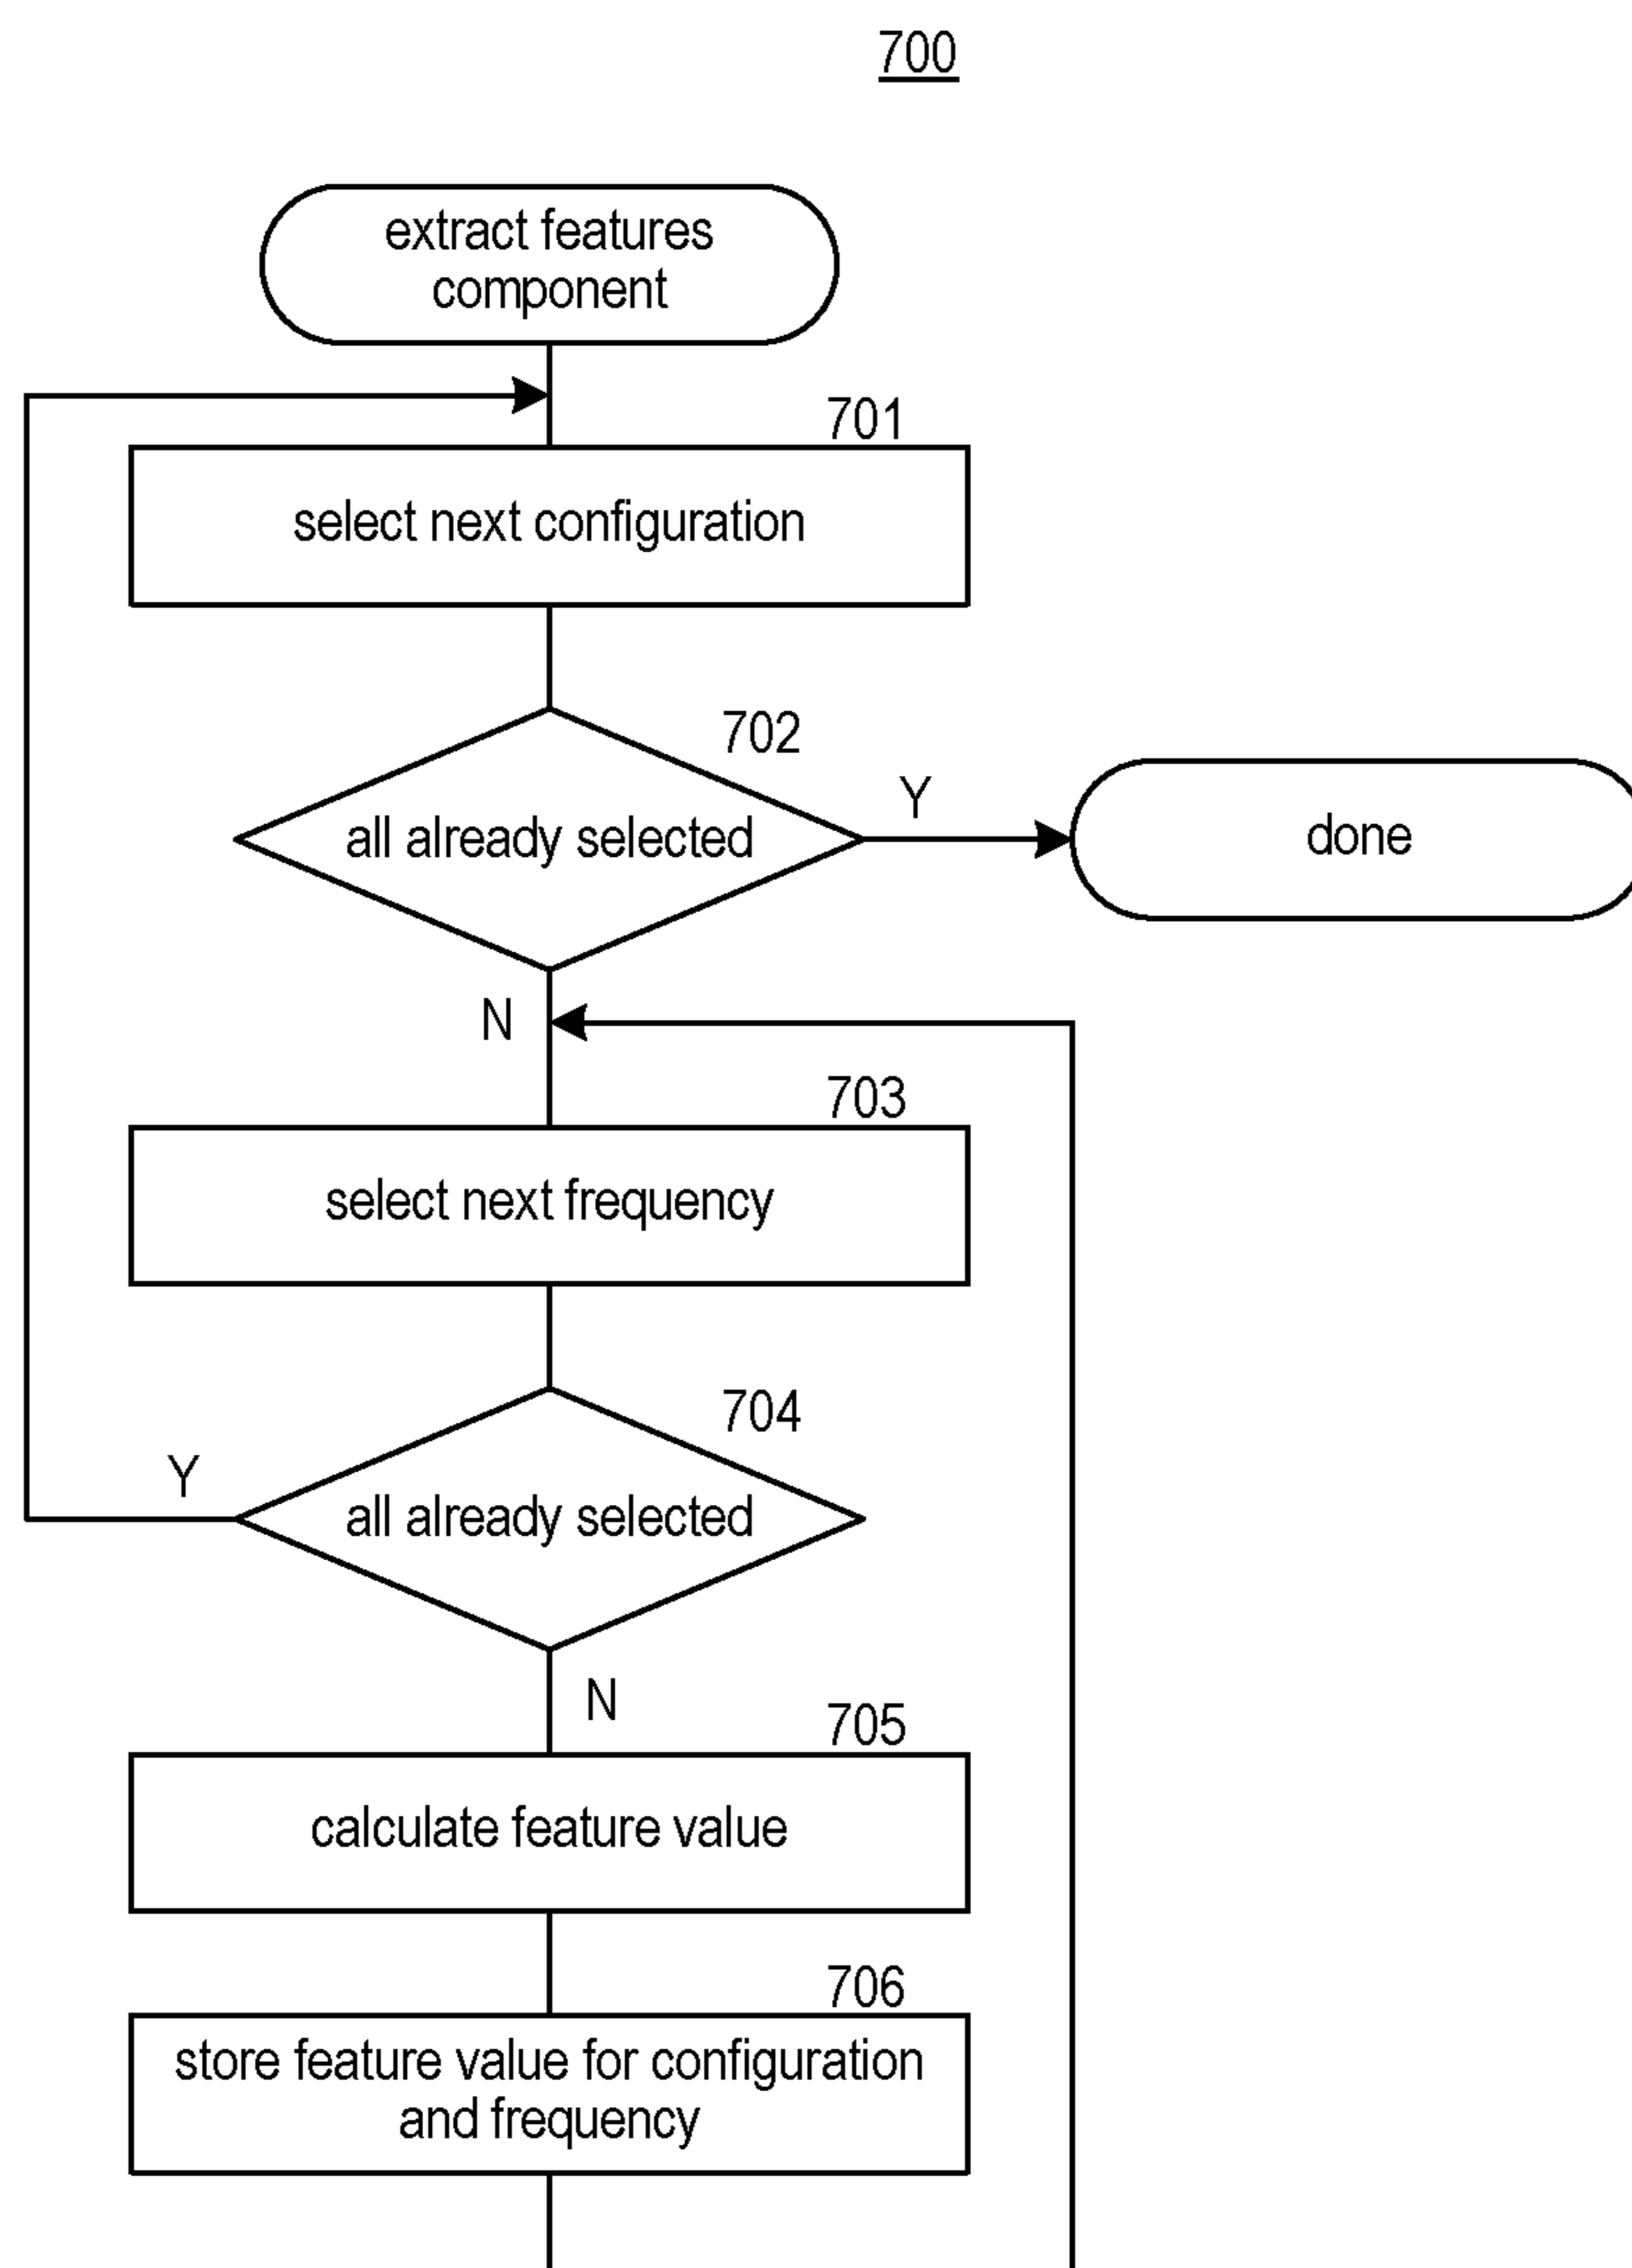 700
extract features
component
701
select next configuration
702
all already selected
Y
done
N
703
select next frequency
704
Y
all already selected
N
705
calculate feature value
706
store feature value for configuration
and frequency